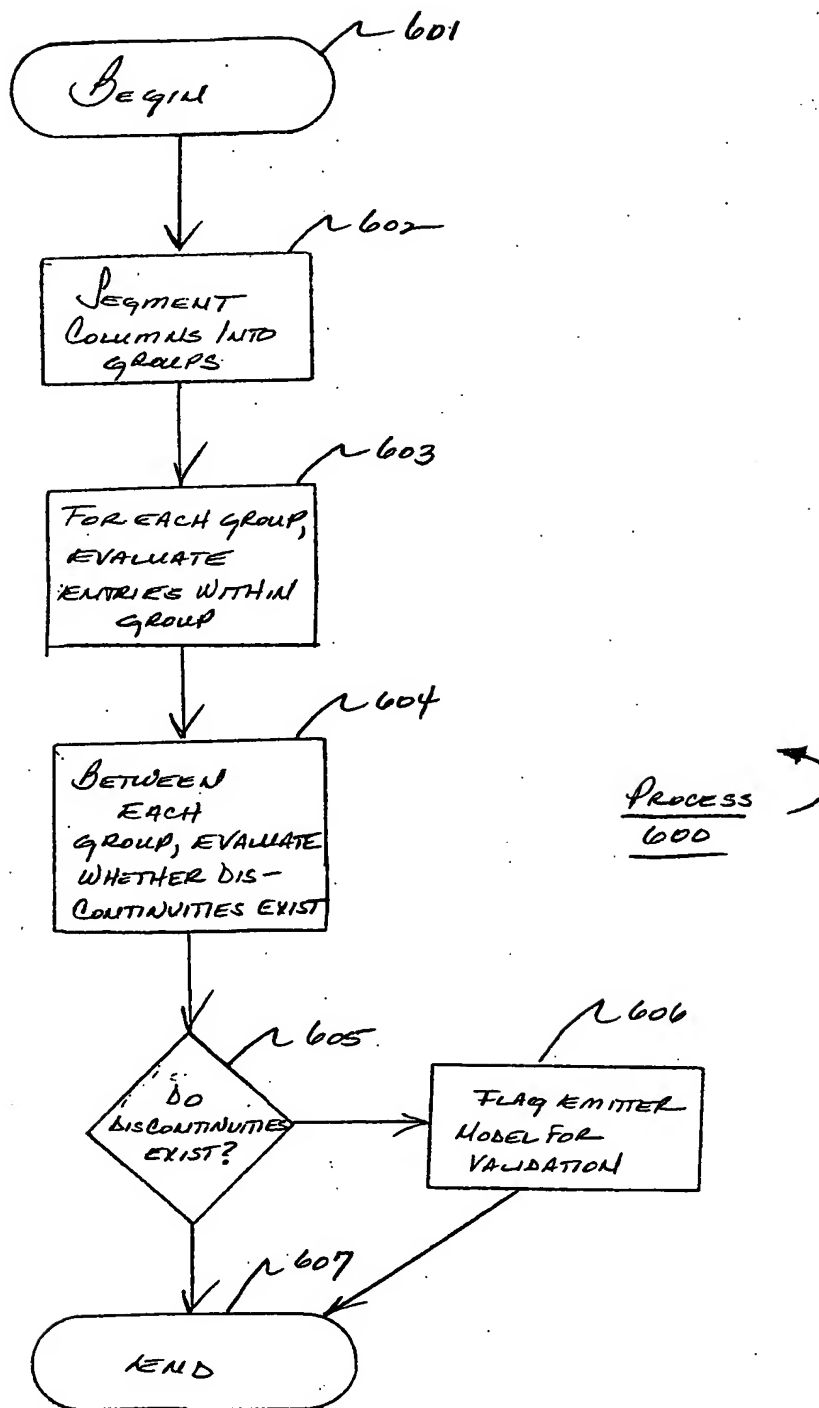 601
BEGIN
602
SEGMENT
COLUMNS INTO
GROUPS
603
FOR EACH GROUP,
EVALUATE
ENTRIES WITHIN
GROUP
604
BETWEEN
EACH
GROUP, EVALUATE
WHETHER DIS-
CONTINUITIES EXIST
PROCESS
600
605
DO
DISCONTINUITIES
EXIST?
606
FLAG EMITTER
MODEL FOR
VALIDATION
607
END